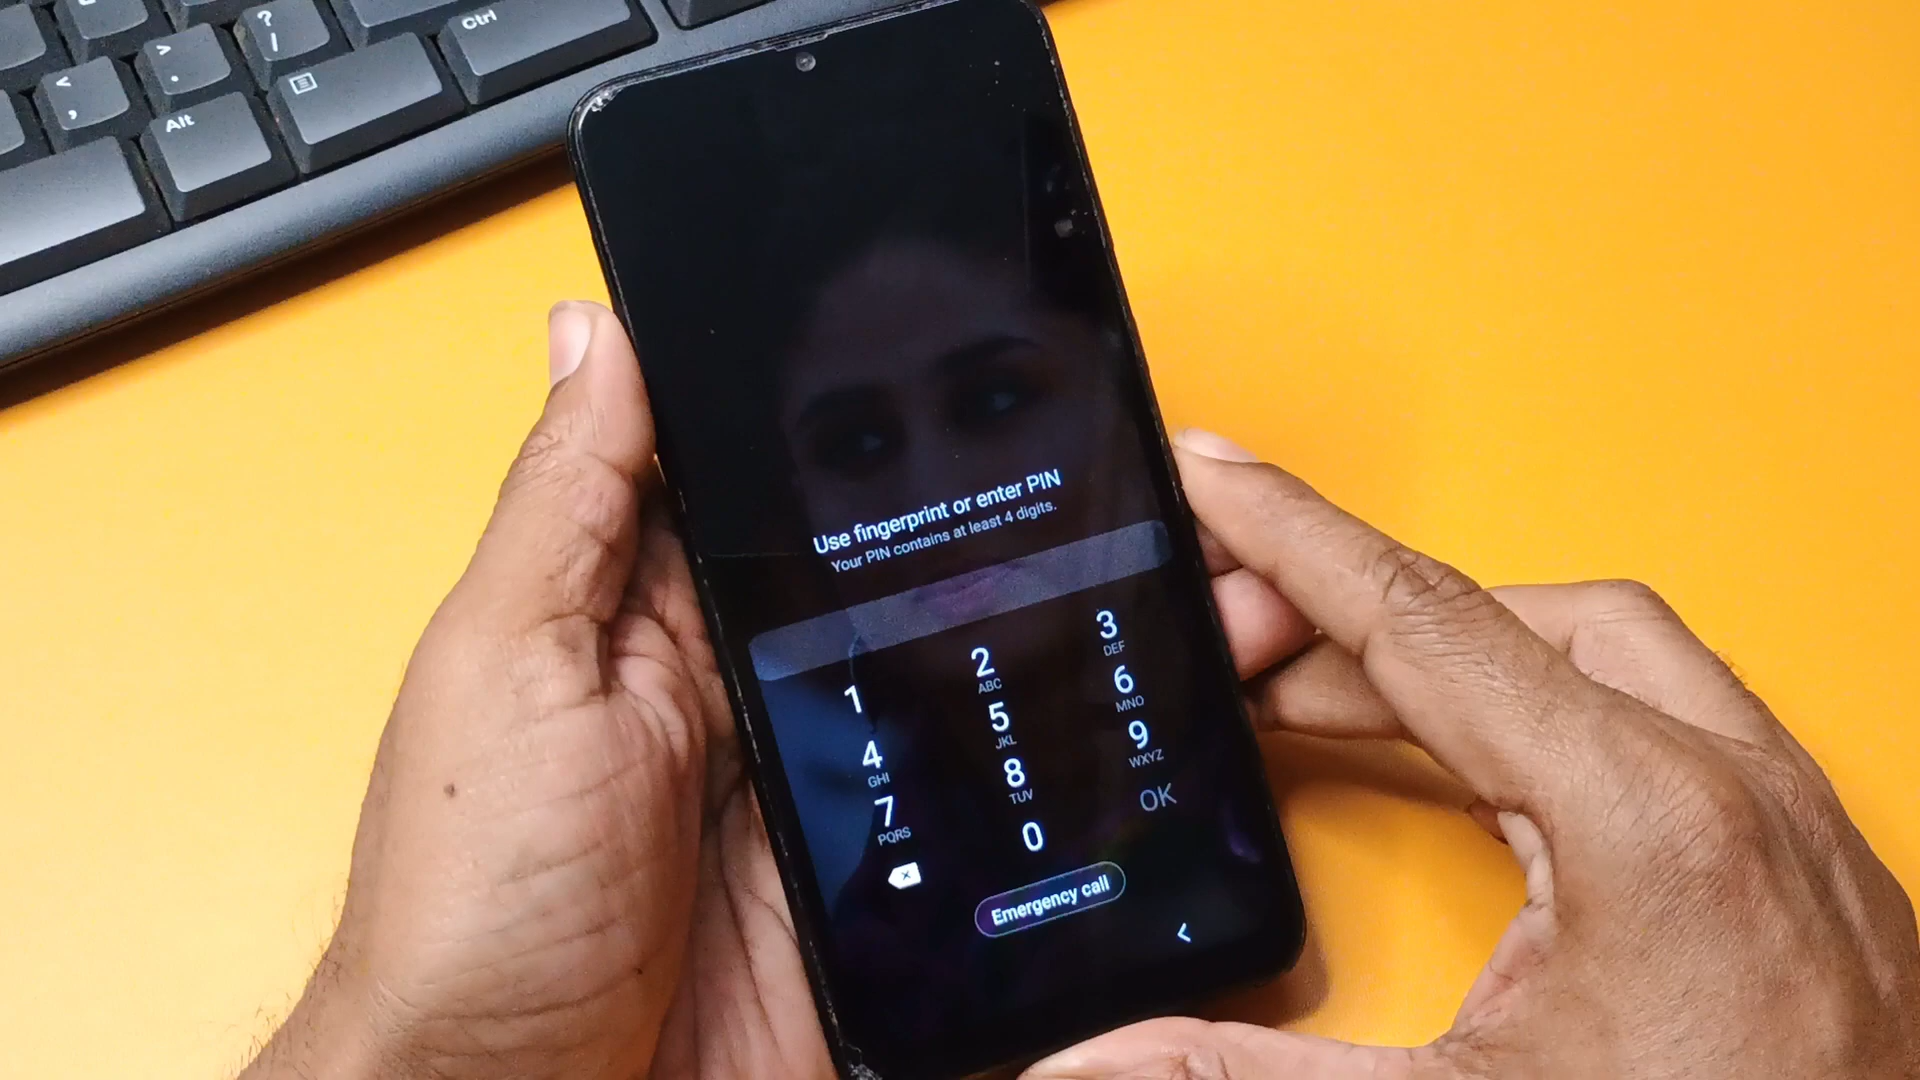 Ctrl
?
/
>
.
<
,
Alt
Use fingerprint or enter PIN
Your PIN contains at least 4 digits.
1
2
ABC
3
DEF
4
GHI
5
JKL
6
MNO
7
PQRS
8
TUV
9
WXYZ
0
OK
Emergency call